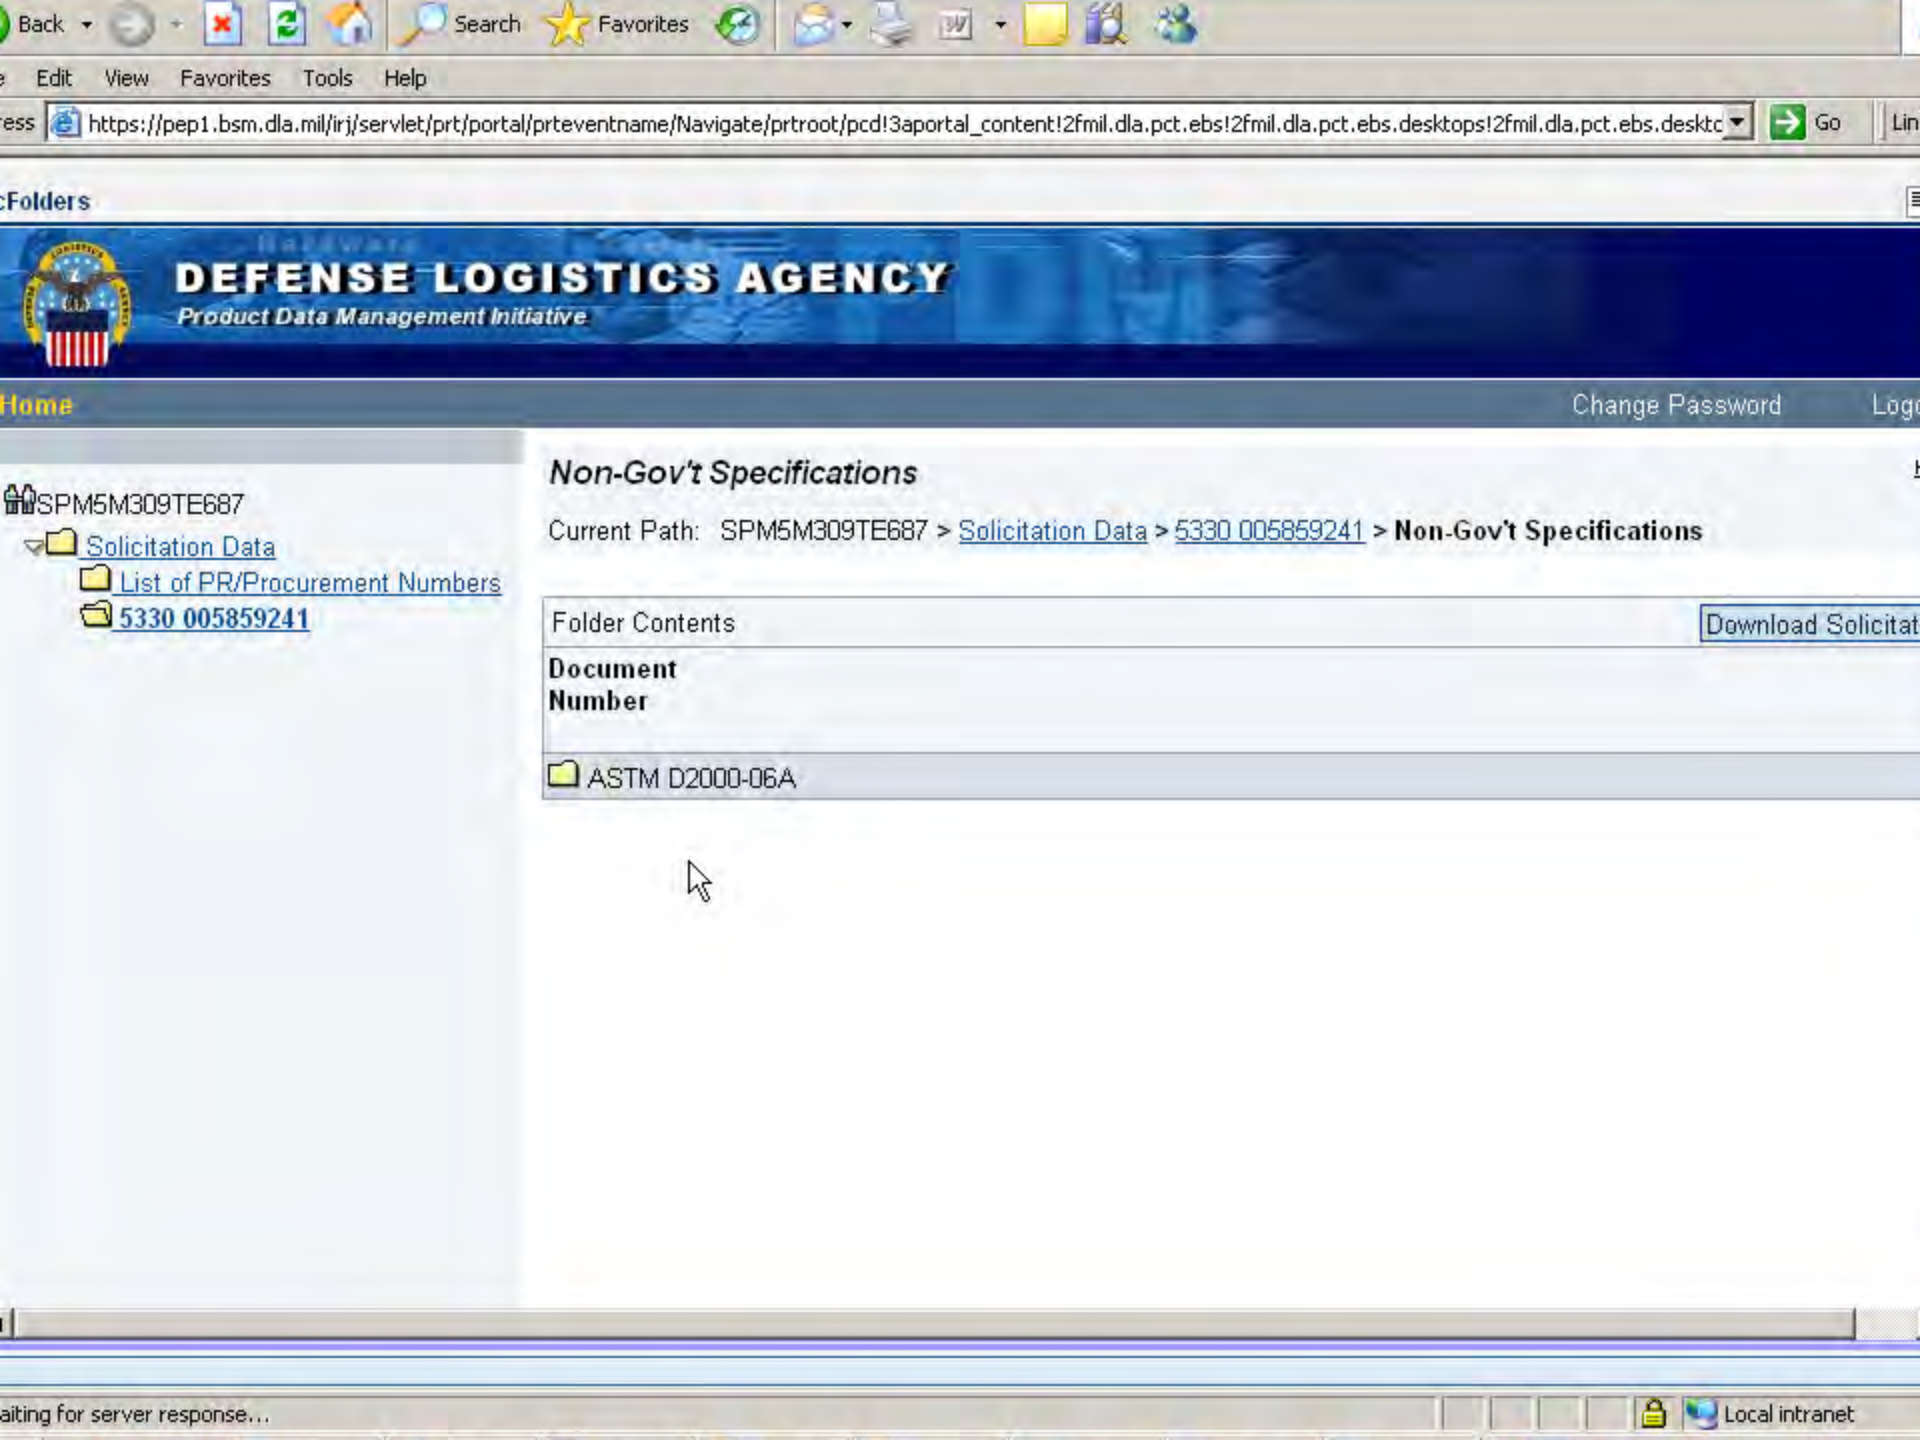 Back Search Favorites
Edit View Favorites Tools Help
ess https://pep1.bsm.dla.mil/irj/servlet/prt/portal/prteventname/Navigate/prtroot/pcd!3aportal_content!2fmil.dla.pct.ebs!2fmil.dla.pct.ebs.desktops!2fmil.dla.pct.ebs.deskto Go Lin
cFolders
DEFENSE LOGISTICS AGENCY
Product Data Management Initiative
Home Change Password Logo
Non-Gov't Specifications
SPM5M309TE687
Current Path: SPM5M309TE687 > Solicitation Data > 5330 005859241 > Non-Gov't Specifications
Solicitation Data
List of PR/Procurement Numbers
5330 005859241
Folder Contents Download Solicitat
Document
Number
ASTM D2000-06A
aiting for server response...
Local intranet